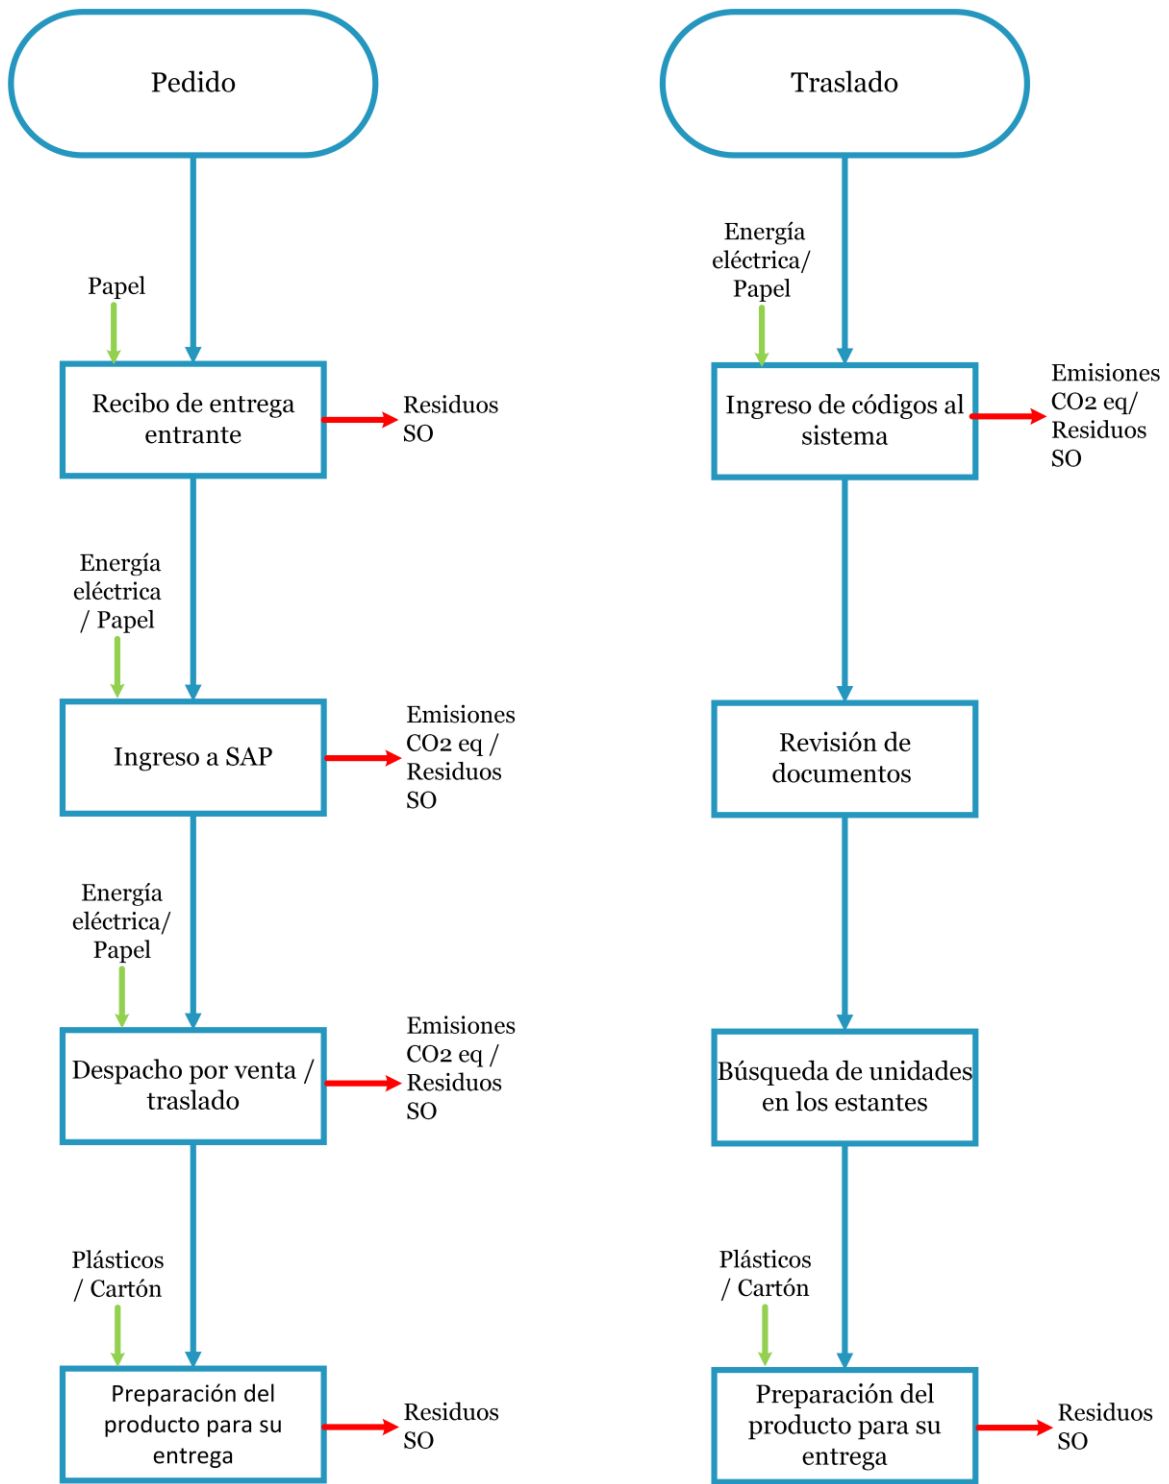 Pedido
Papel
Recibo de entrega
entrante
Residuos
SO
Energía
eléctrica
/ Papel
Ingreso a SAP
Emisiones
CO2 eq /
Residuos
SO
Energía
eléctrica/
Papel
Despacho por venta /
traslado
Emisiones
CO2 eq /
Residuos
SO
Plásticos
/ Cartón
Preparación del
producto para su
entrega
Residuos
SO
Traslado
Energía
eléctrica/
Papel
Ingreso de códigos al
sistema
Emisiones
CO2 eq/
Residuos
SO
Revisión de
documentos
Búsqueda de unidades
en los estantes
Plásticos
/ Cartón
Preparación del
producto para su
entrega
Residuos
SO